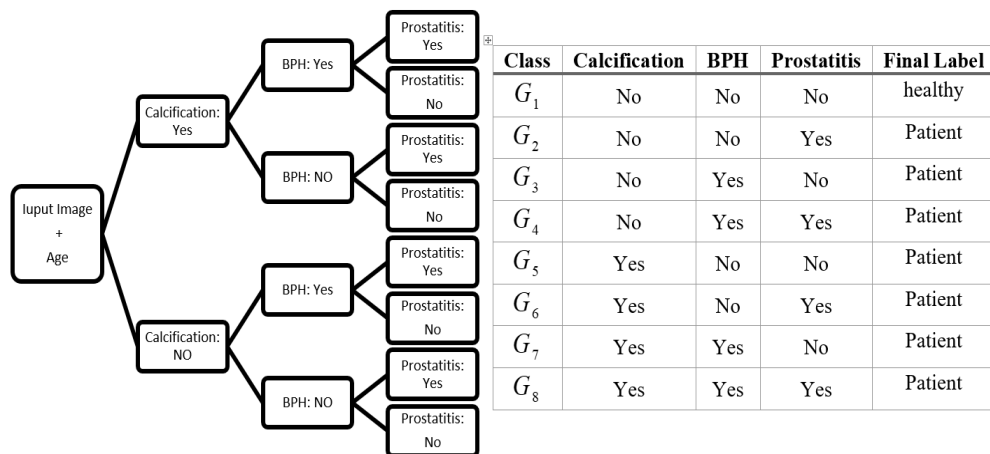 Iuput Image
+
Age
Calcification:
Yes
Calcification:
NO
BPH: Yes
BPH: NO
BPH: Yes
BPH: NO
Prostatitis:
Yes
Prostatitis:
No
Prostatitis:
Yes
Prostatitis:
No
Prostatitis:
Yes
Prostatitis:
No
Prostatitis:
Yes
Prostatitis:
No
Class Calcification BPH Prostatitis Final Label
G1 No No No healthy
G2 No No Yes Patient
G3 No Yes No Patient
G4 No Yes Yes Patient
G5 Yes No No Patient
G6 Yes No Yes Patient
G7 Yes Yes No Patient
G8 Yes Yes Yes Patient